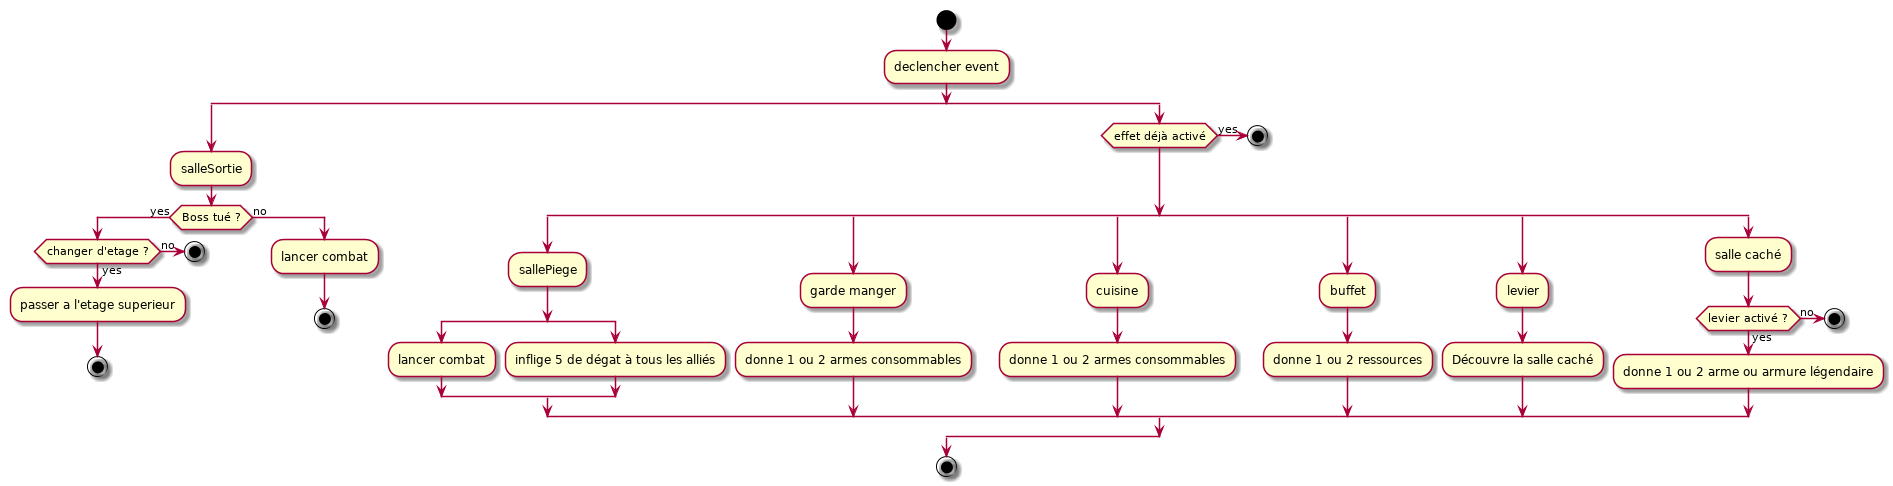 declencher event
effet déjà activé
yes
salleSortie
yes
Boss tué ?
no
changer d'etage ?
no
yes
passer a l'etage superieur
lancer combat
sallePiege
lancer combat
inflige 5 de dégat à tous les alliés
garde manger
donne 1 ou 2 armes consommables
cuisine
donne 1 ou 2 armes consommables
buffet
donne 1 ou 2 ressources
levier
Découvre la salle caché
salle caché
levier activé ?
no
yes
donne 1 ou 2 arme ou armure légendaire